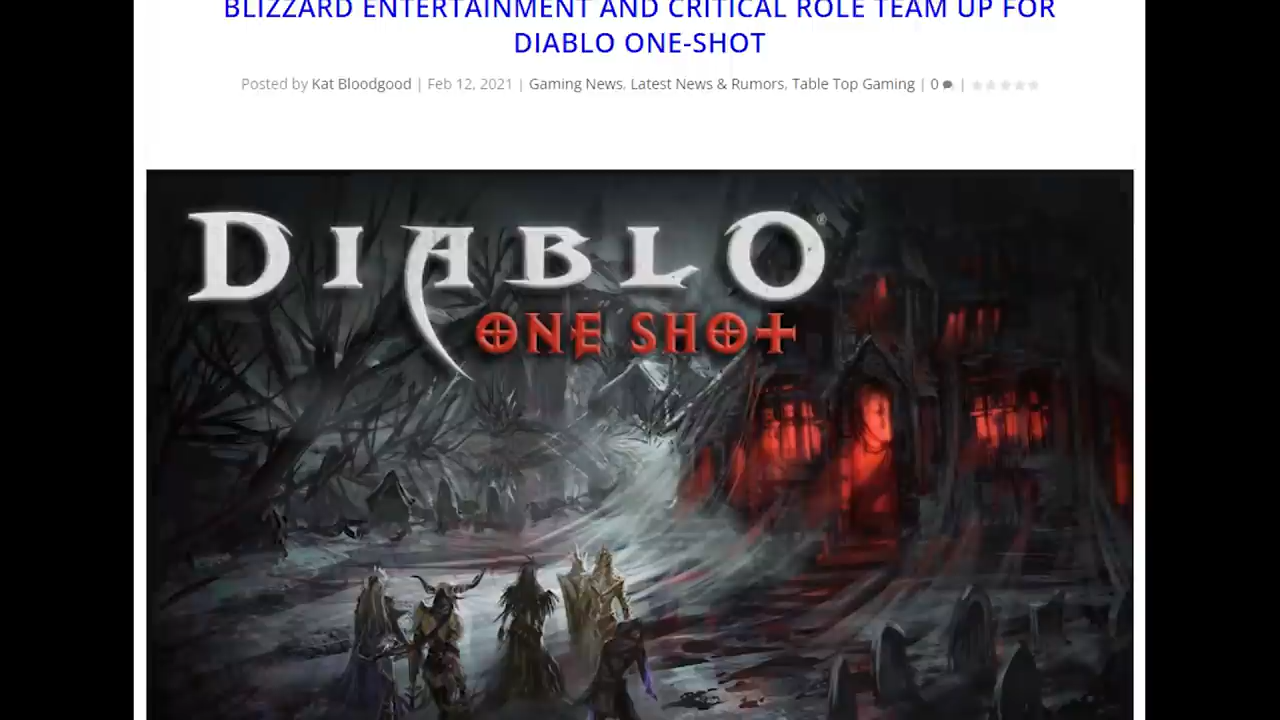 BLIZZARD ENTERTAINMENT AND CRITICAL ROLE TEAM UP FOR
DIABLO ONE-SHOT
Posted by Kat Bloodgood | Feb 12, 2021 | Gaming News, Latest News & Rumors, Table Top Gaming | 0 |
DIABLO®
ONE SHOT